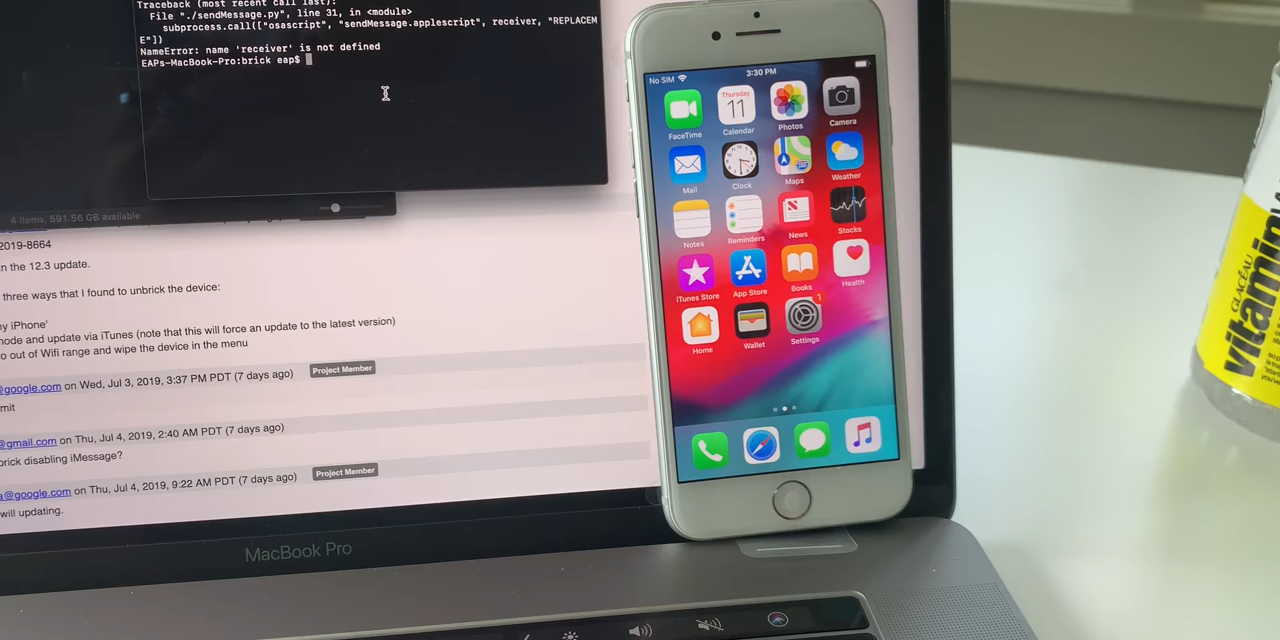 Traceback (most recent call last):
File "./sendMessage.py", line 31, in <module>
subprocess.call(["osascript", "sendMessage.applescript", receiver, "REPLACEM
E"])
NameError: name 'receiver' is not defined
EAPs-MacBook-Pro:brick eap$
4 items, 591.56 GB available
2019-8664
n the 12.3 update.
three ways that I found to unbrick the device:
y iPhone'
node and update via iTunes (note that this will force an update to the latest version)
o out of Wifi range and wipe the device in the menu
@google.com on Wed, Jul 3, 2019, 3:37 PM PDT (7 days ago) Project Member
mit
@gmail.com on Thu, Jul 4, 2019, 2:40 AM PDT (7 days ago)
brick disabling iMessage?
a@google.com on Thu, Jul 4, 2019, 9:22 AM PDT (7 days ago) Project Member
will updating.
MacBook Pro
No SIM 3:30 PM
Thursday
11
FaceTime Calendar Photos Camera
Mail Clock Maps Weather
Notes Reminders News Stocks
iTunes Store App Store Books Health
1
Home Wallet Settings
GLACÉAU
vitamin